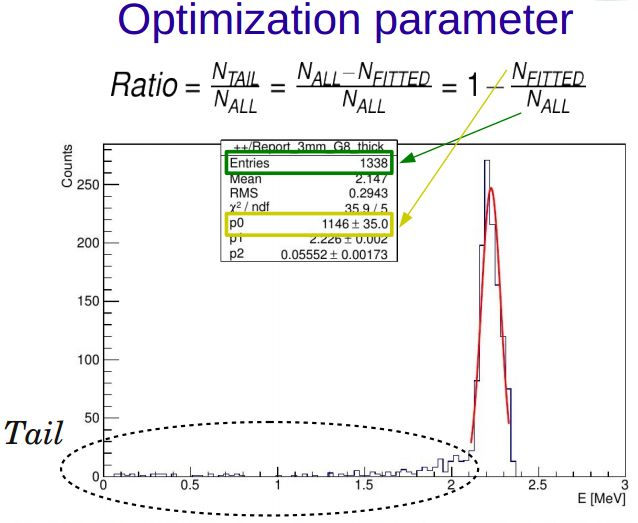 Optimization parameter
Ratio = N_TAIL / N_ALL = N_ALL − N_FITTED / N_ALL = 1 − N_FITTED / N_ALL
++/Report_3mm_G8_thick
Entries 1338
Mean 2.147
RMS 0.2943
χ² / ndf 35.9 / 5
p0 1146 ± 35.0
p1 2.226 ± 0.002
p2 0.05552 ± 0.00173
Counts
250
200
150
100
50
0
Tail
0 0.5 1 1.5 2 2.5 3
E [MeV]